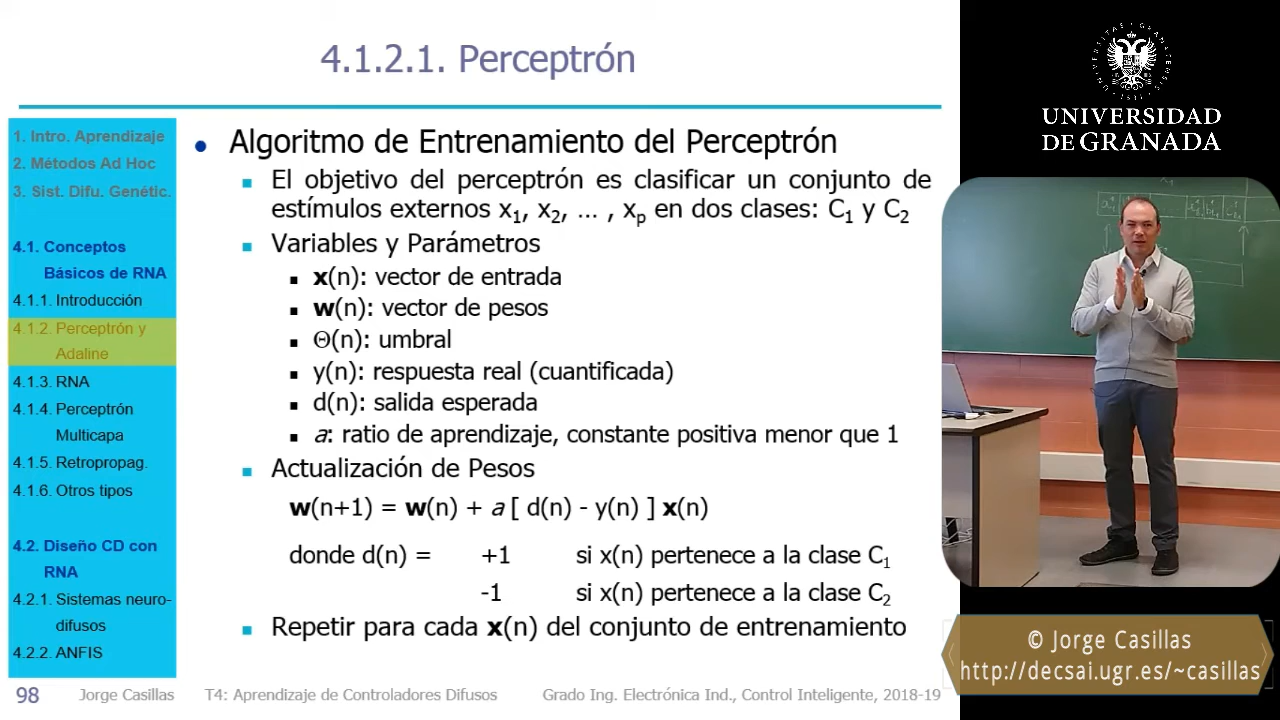 4.1.2.1. Perceptrón
1. Intro. Aprendizaje
2. Métodos Ad Hoc
3. Sist. Difu. Genétic.
4.1. Conceptos
Básicos de RNA
4.1.1. Introducción
4.1.2. Perceptrón y
Adaline
4.1.3. RNA
4.1.4. Perceptrón
Multicapa
4.1.5. Retropropag.
4.1.6. Otros tipos
4.2. Diseño CD con
RNA
4.2.1. Sistemas neuro-
difusos
4.2.2. ANFIS
• Algoritmo de Entrenamiento del Perceptrón
▪ El objetivo del perceptrón es clasificar un conjunto de
estímulos externos x₁, x₂, … , xₚ en dos clases: C₁ y C₂
▪ Variables y Parámetros
▪ x(n): vector de entrada
▪ w(n): vector de pesos
▪ Θ(n): umbral
▪ y(n): respuesta real (cuantificada)
▪ d(n): salida esperada
▪ a: ratio de aprendizaje, constante positiva menor que 1
▪ Actualización de Pesos
w(n+1) = w(n) + a [ d(n) - y(n) ] x(n)
donde d(n) = +1 si x(n) pertenece a la clase C₁
-1 si x(n) pertenece a la clase C₂
▪ Repetir para cada x(n) del conjunto de entrenamiento
98 Jorge Casillas T4: Aprendizaje de Controladores Difusos Grado Ing. Electrónica Ind., Control Inteligente, 2018-19
UNIVERSIDAD
DE GRANADA
© Jorge Casillas
http://decsai.ugr.es/~casillas